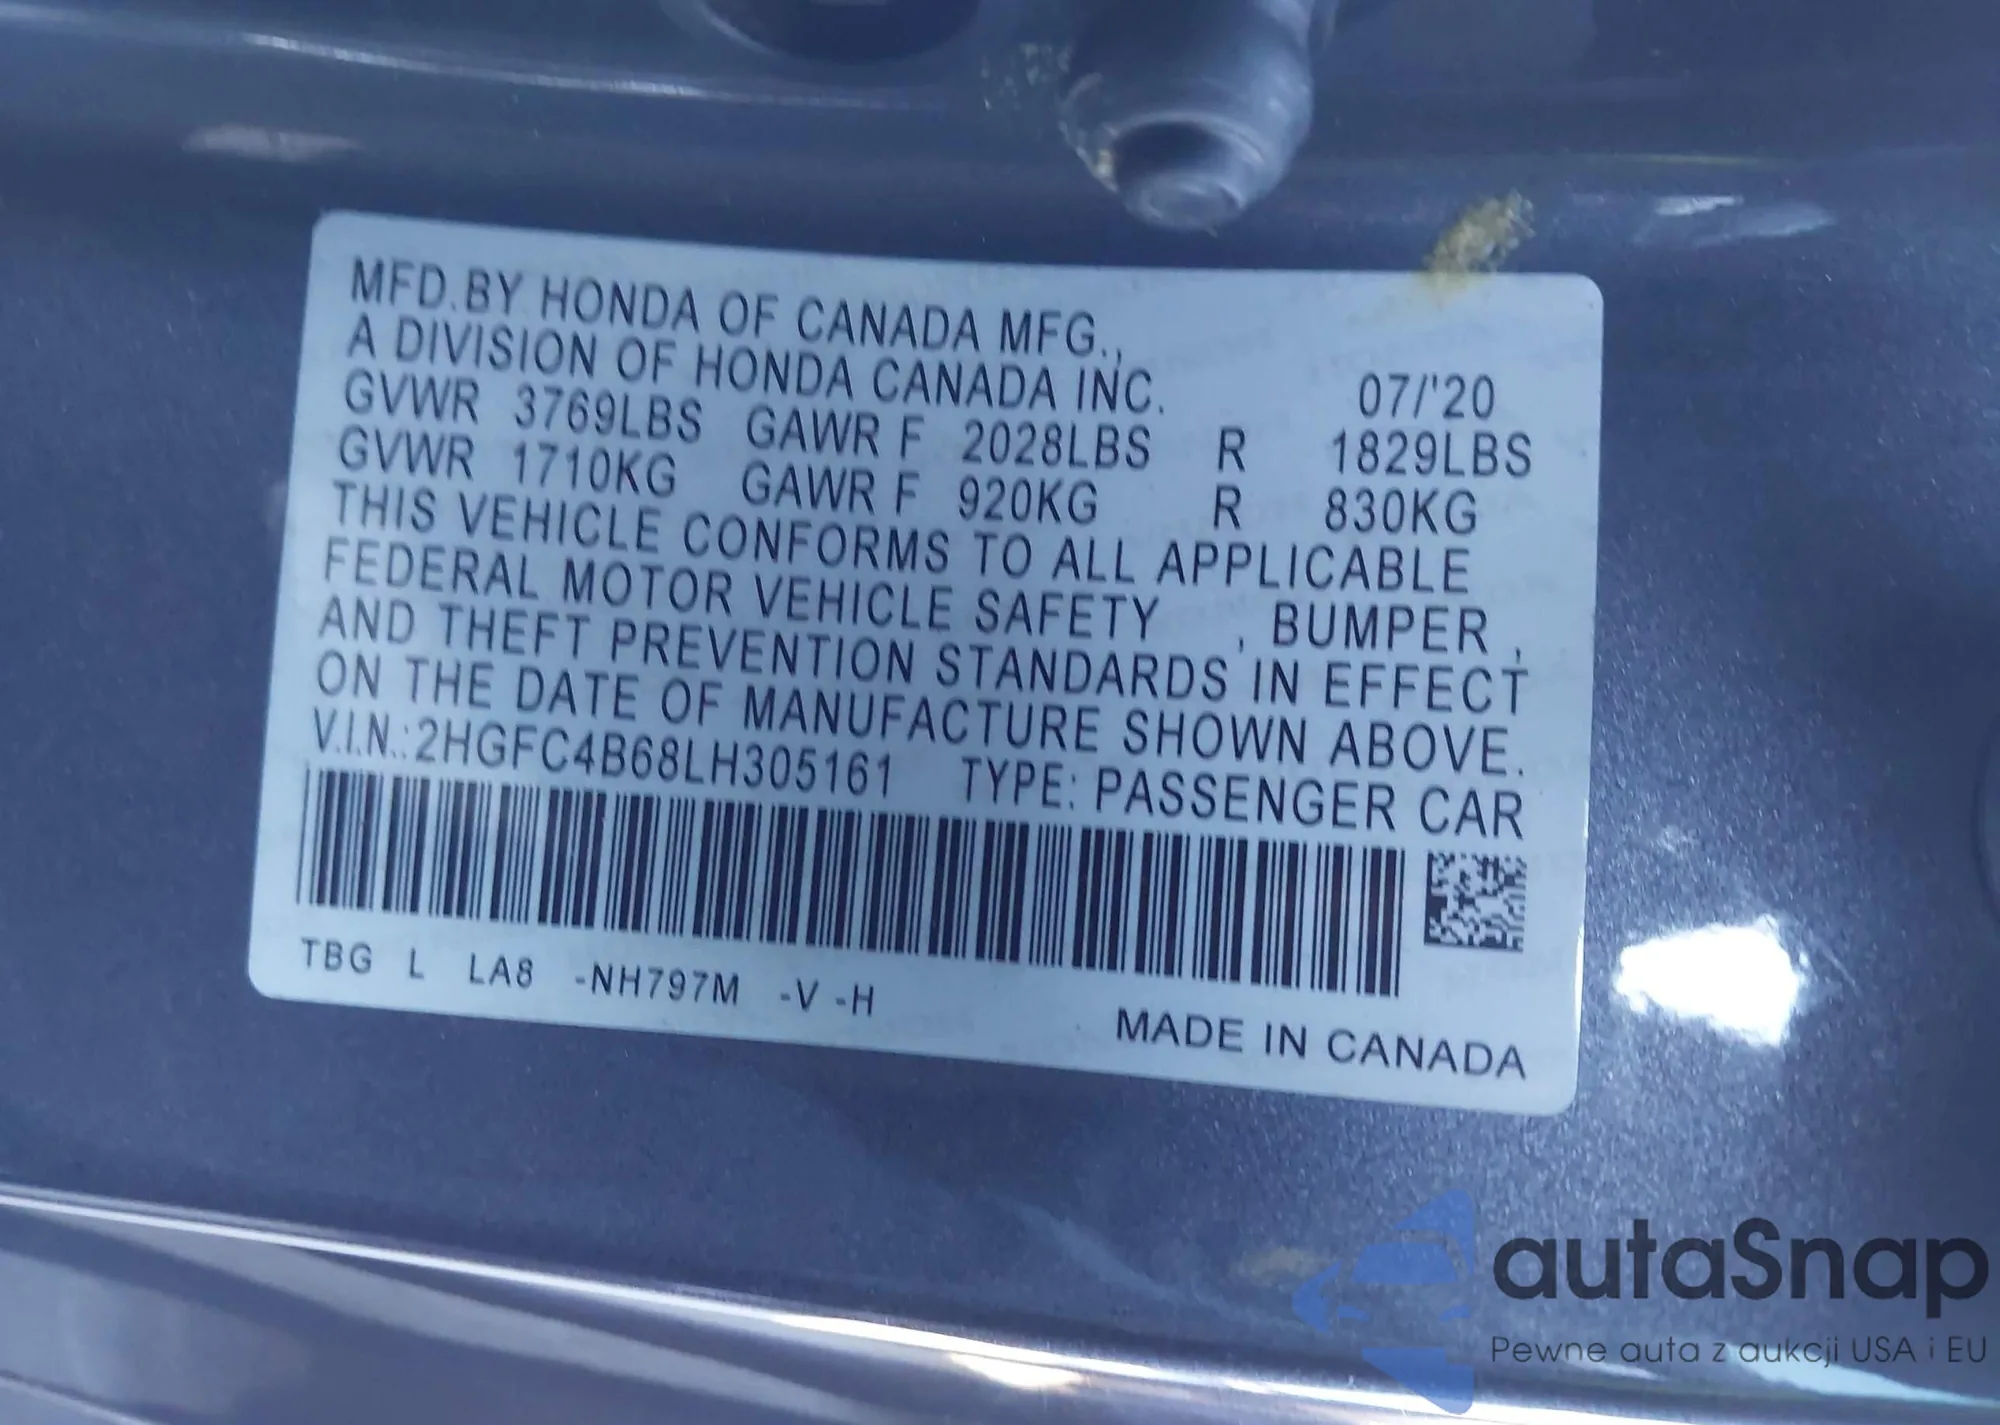 MFD.BY HONDA OF CANADA MFG.,
A DIVISION OF HONDA CANADA INC. 07/'20
GVWR 3769LBS GAWR F 2028LBS R 1829LBS
GVWR 1710KG GAWR F 920KG R 830KG
THIS VEHICLE CONFORMS TO ALL APPLICABLE
FEDERAL MOTOR VEHICLE SAFETY , BUMPER ,
AND THEFT PREVENTION STANDARDS IN EFFECT
ON THE DATE OF MANUFACTURE SHOWN ABOVE.
V.I.N.:2HGFC4B68LH305161 TYPE: PASSENGER CAR
TBG L LA8 -NH797M -V -H
MADE IN CANADA
autaSnap
Pewne auta z aukcji USA i EU